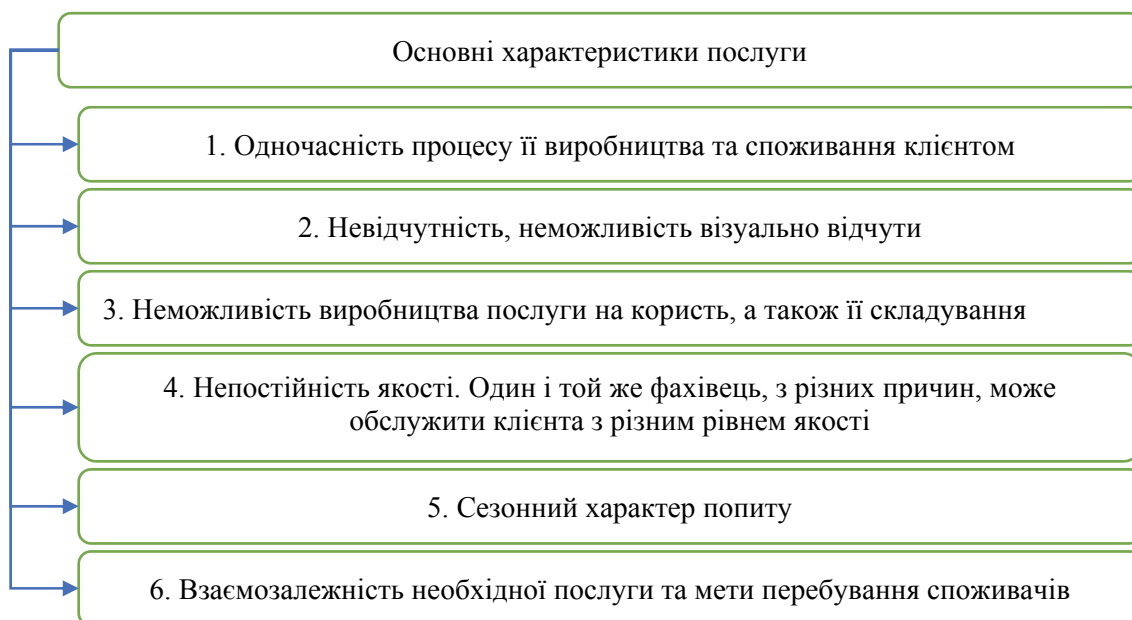 Основні характеристики послуги
1. Одночасність процесу її виробництва та споживання клієнтом
2. Невідчутність, неможливість візуально відчути
3. Неможливість виробництва послуги на користь, а також її складування
4. Непостійність якості. Один і той же фахівець, з різних причин, може
обслужити клієнта з різним рівнем якості
5. Сезонний характер попиту
6. Взаємозалежність необхідної послуги та мети перебування споживачів